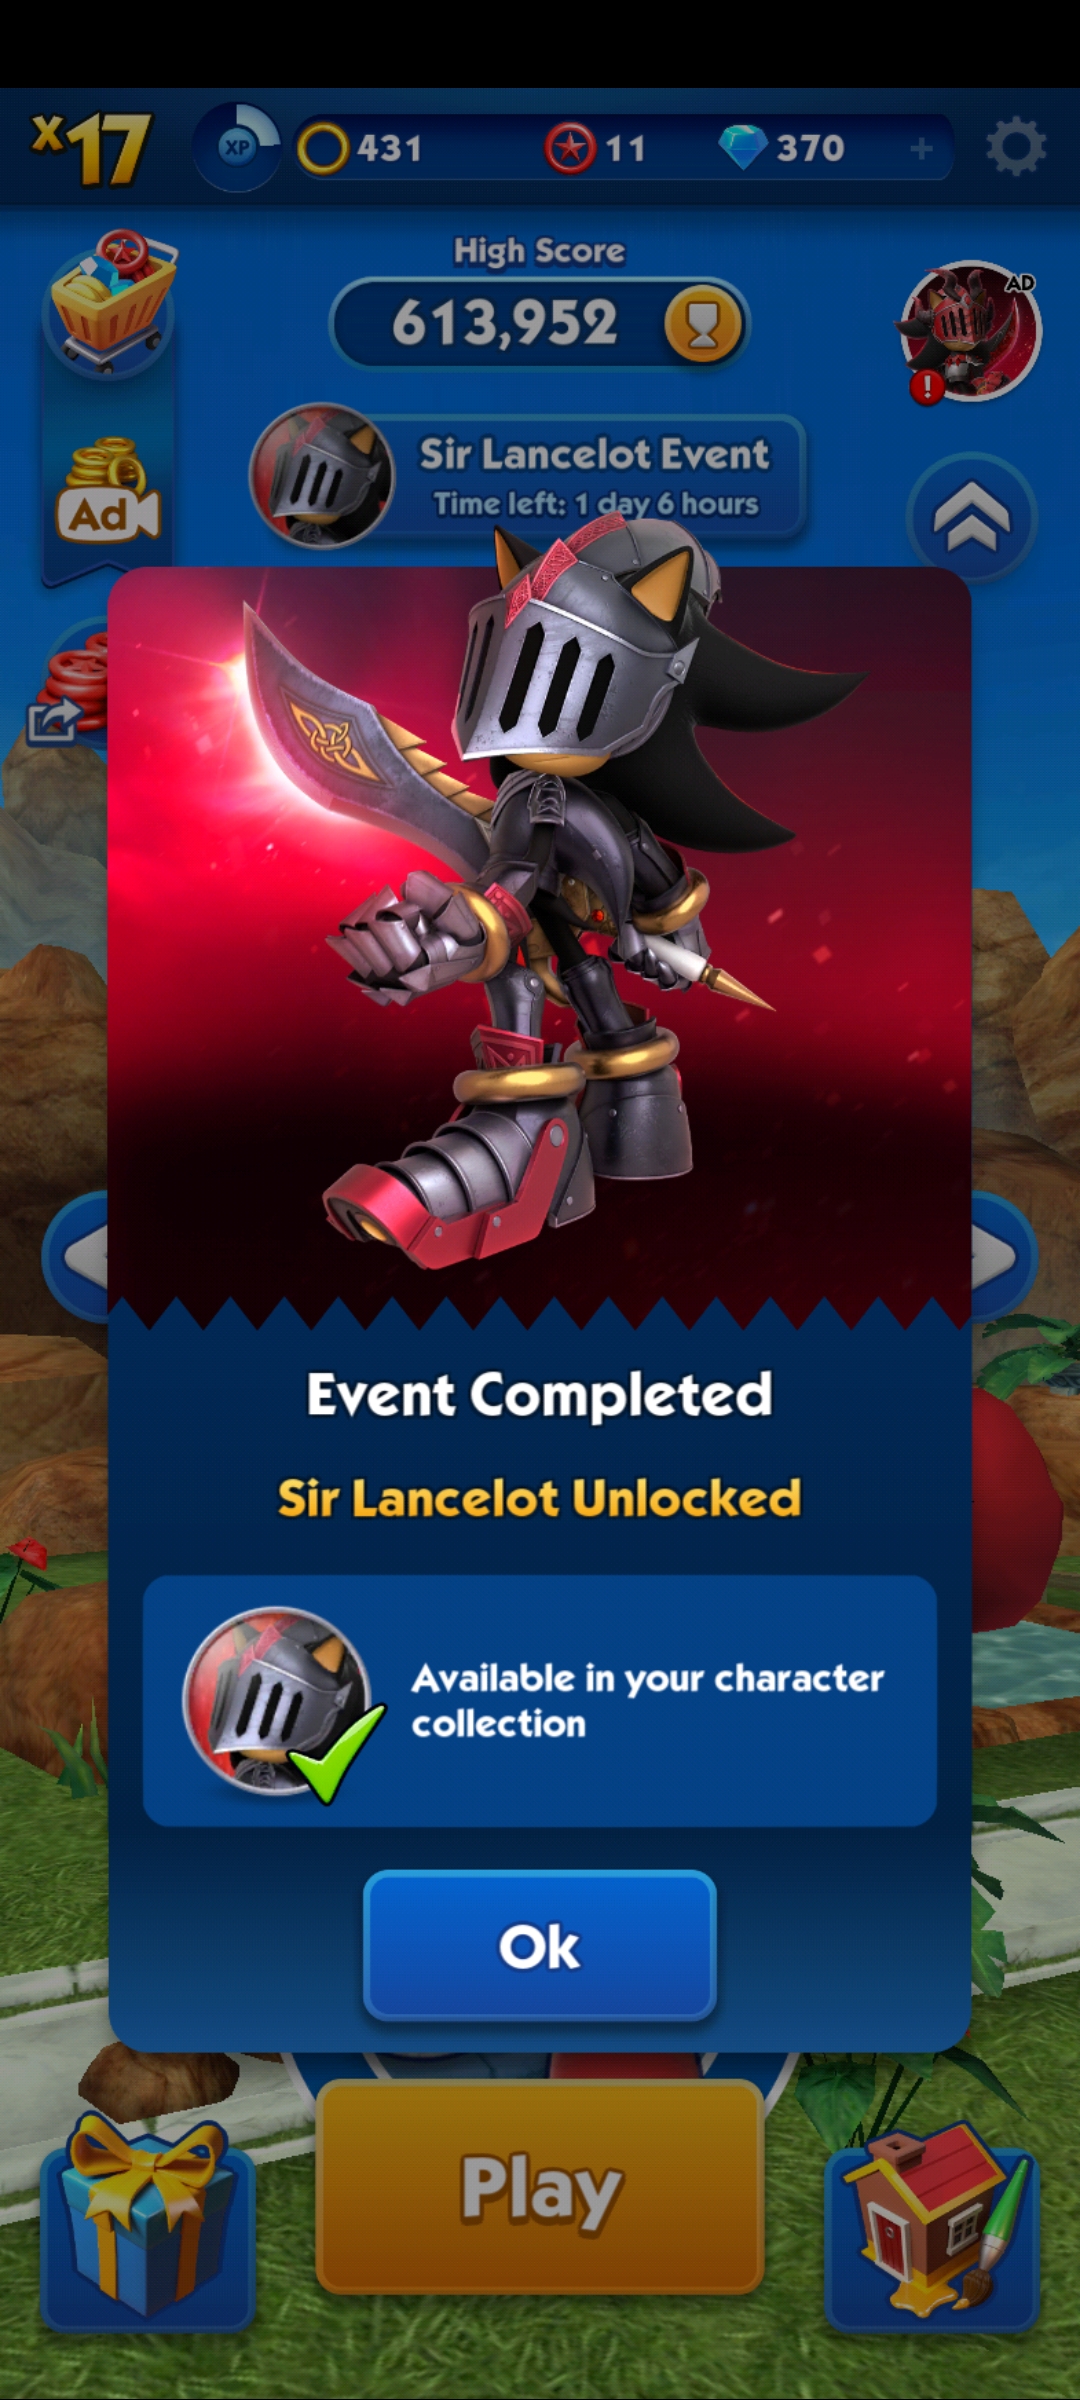 x17
XP
431
11
370
High Score
613,952
AD
Sir Lancelot Event
Time left: 1 day 6 hours
Ad
Event Completed
Sir Lancelot Unlocked
Available in your character
collection
Ok
Play